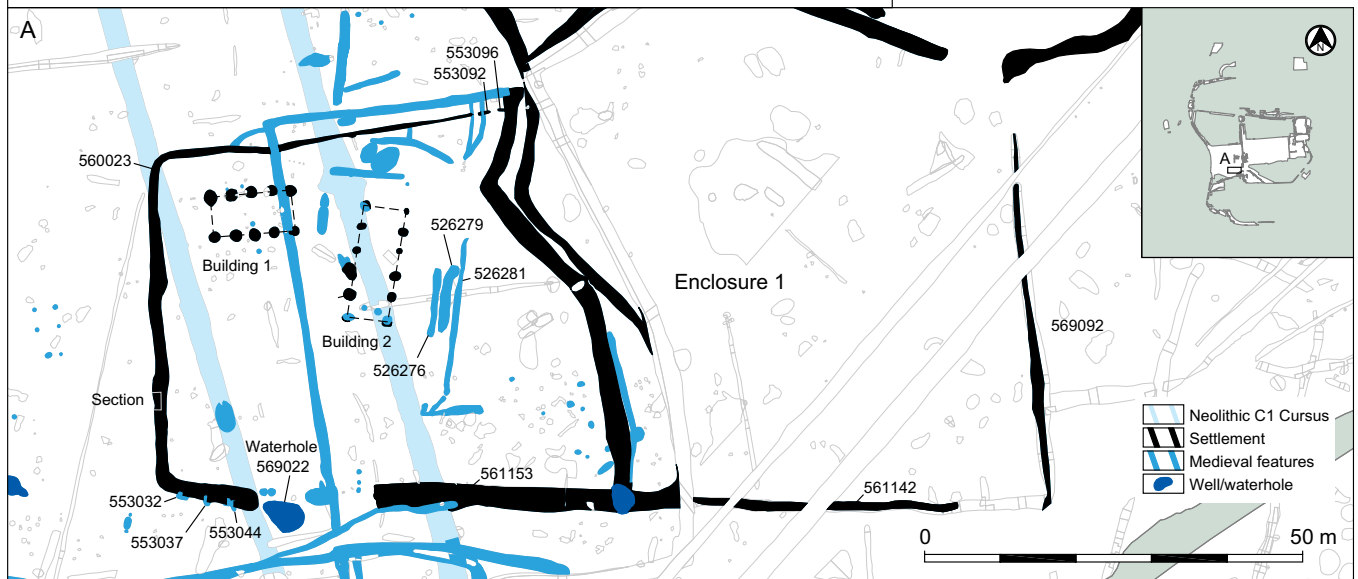 A
N
A
553096
553092
560023
526279
526281
Building 1
Enclosure 1
569092
Building 2
526276
Section
Neolithic C1 Cursus
Settlement
Medieval features
Well/waterhole
Waterhole
569022
561153
561142
553032
553037
553044
0
50 m